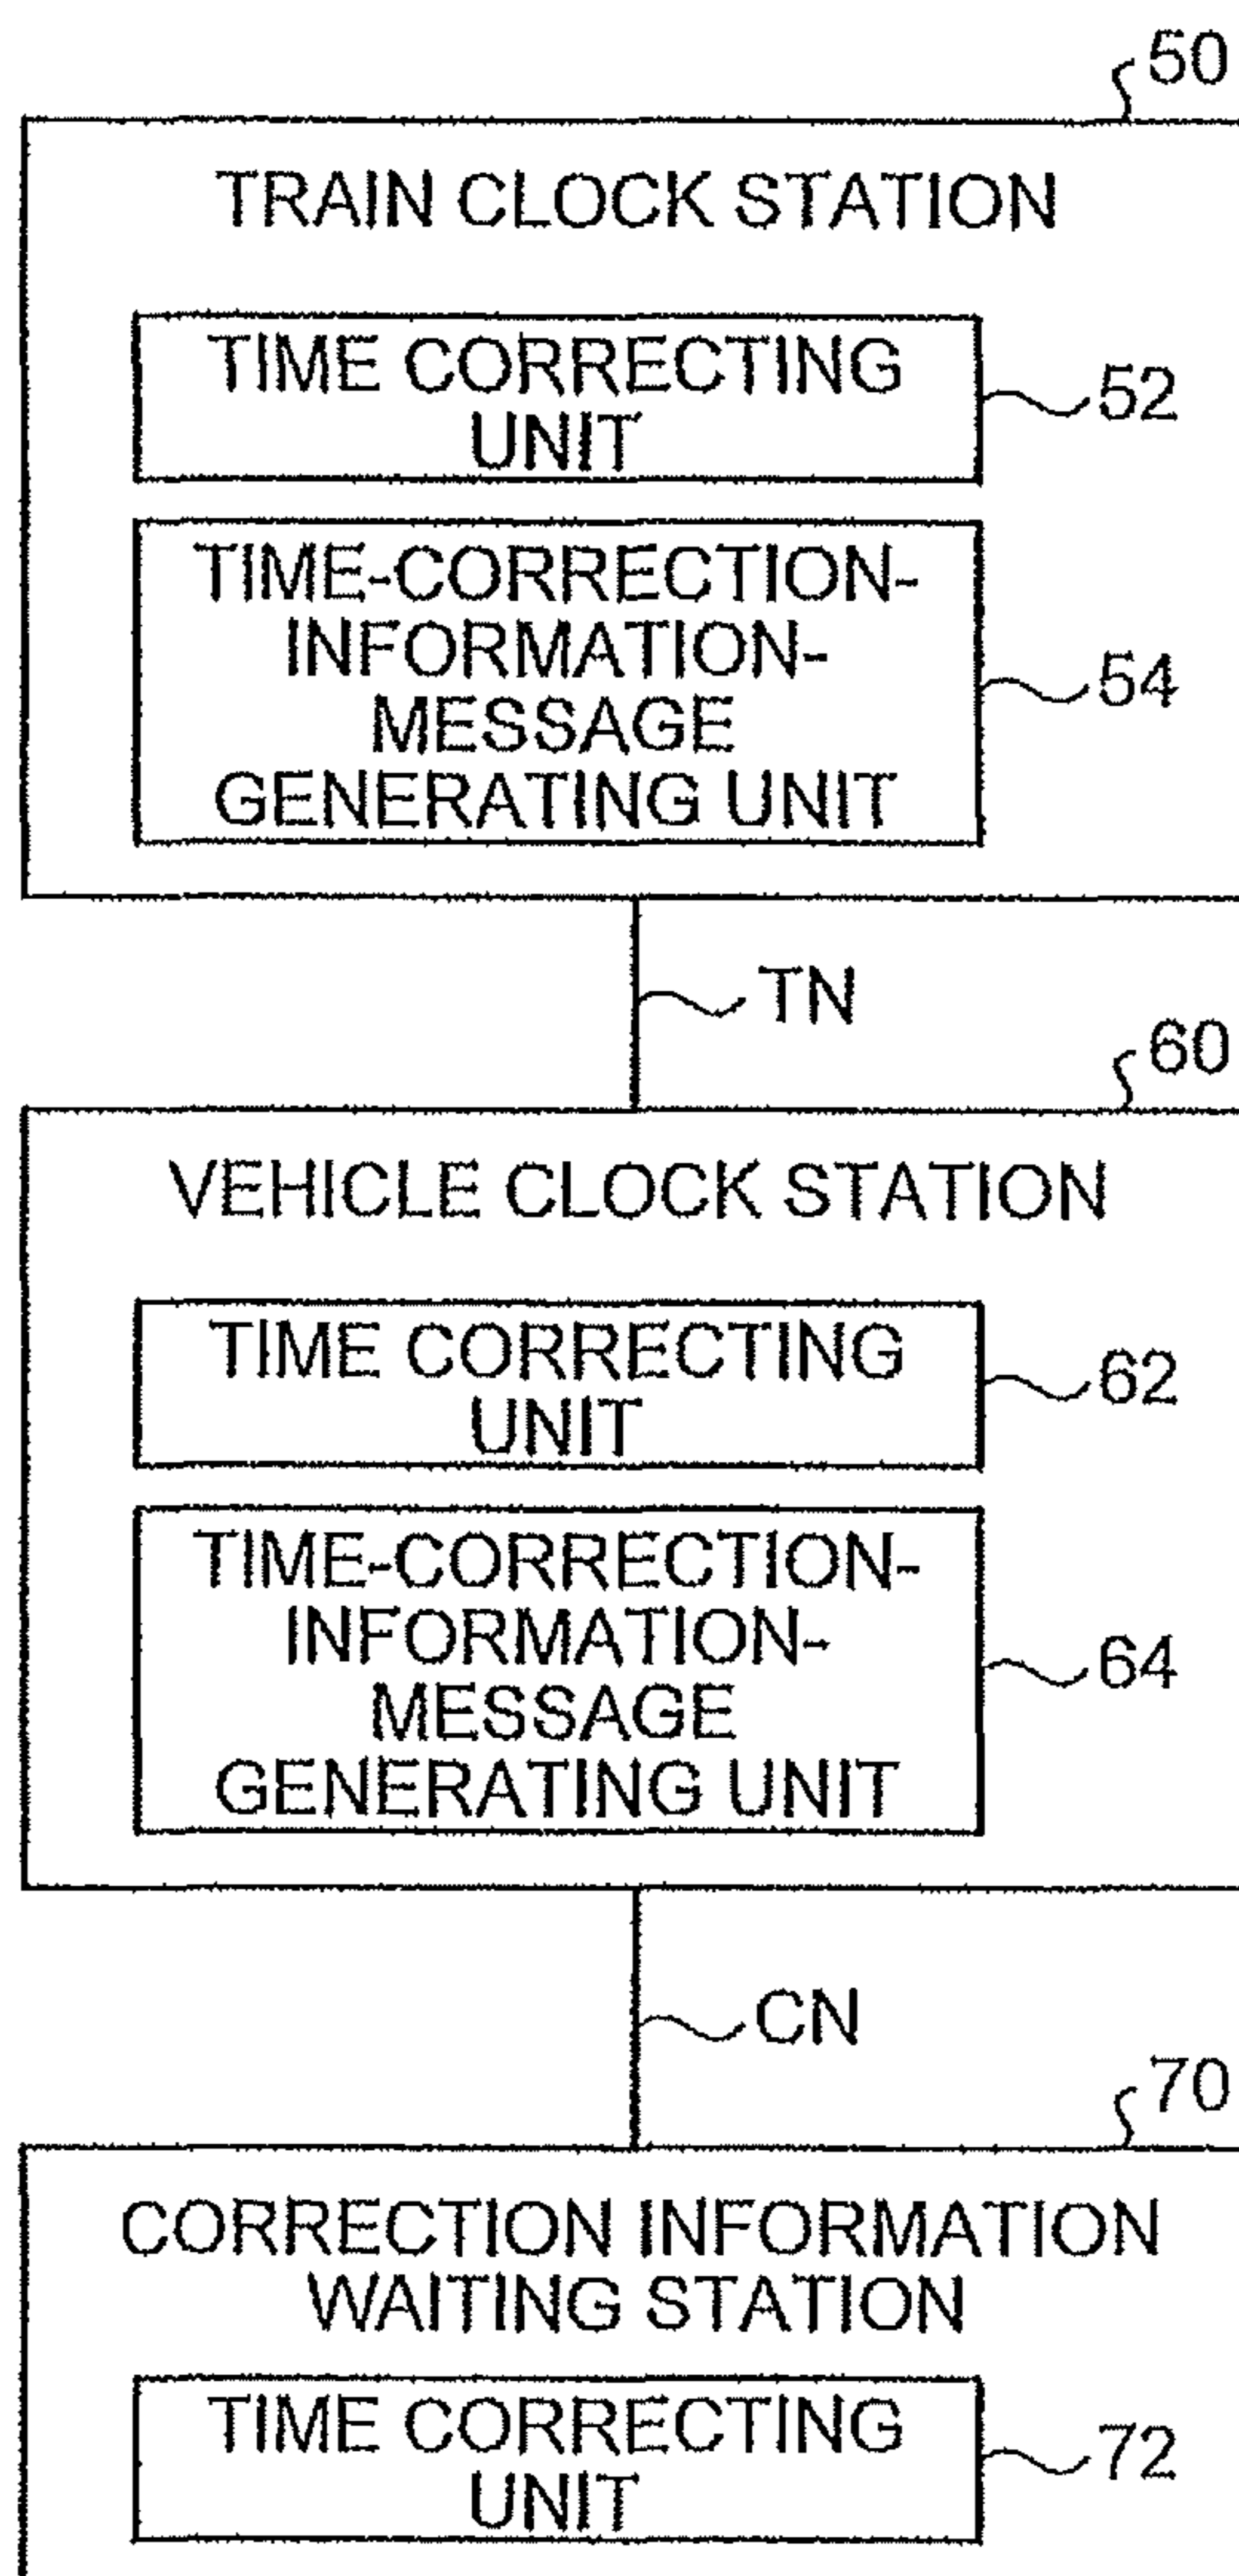 50
TRAIN CLOCK STATION
TIME CORRECTING
UNIT
52
TIME-CORRECTION-
INFORMATION-
MESSAGE
GENERATING UNIT
54
TN
60
VEHICLE CLOCK STATION
TIME CORRECTING
UNIT
62
TIME-CORRECTION-
INFORMATION-
MESSAGE
GENERATING UNIT
64
CN
70
CORRECTION INFORMATION
WAITING STATION
TIME CORRECTING
UNIT
72